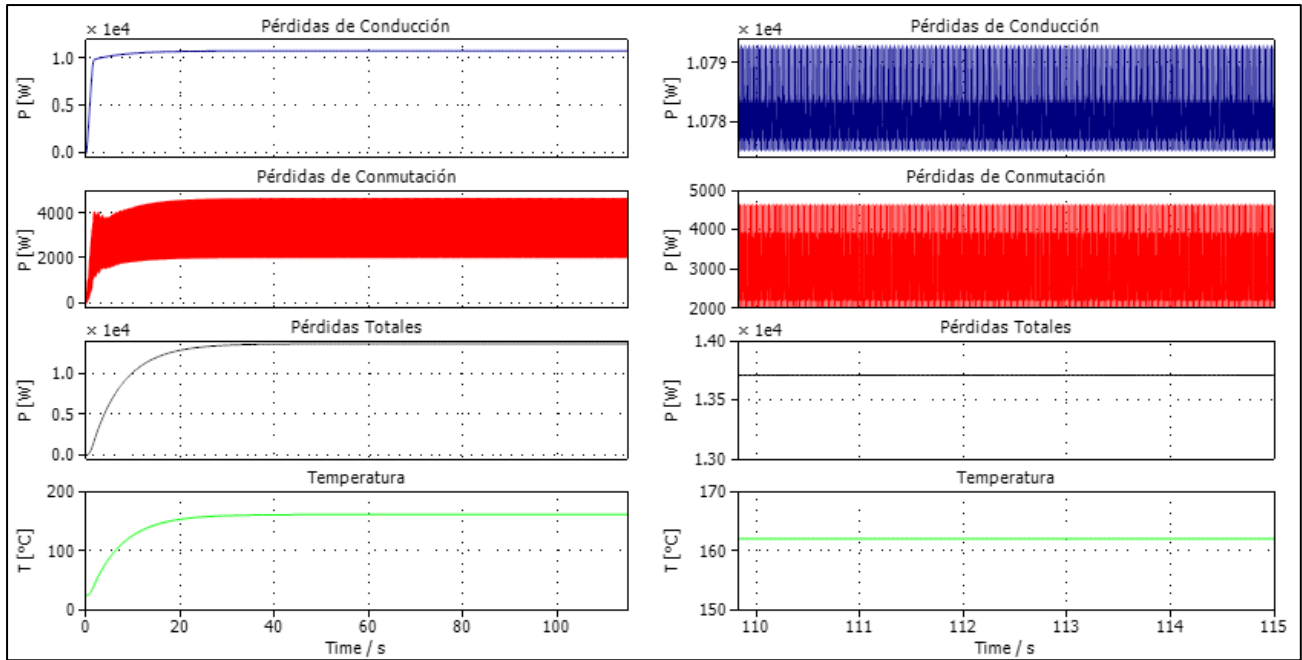 Pérdidas de Conducción
× 1e4
P [W]
1.0
0.5
0.0
Pérdidas de Conmutación
P [W]
4000
2000
0
× 1e4
Pérdidas Totales
P [W]
1.0
0.5
0.0
Temperatura
T [ºC]
200
100
0
0 20 40 60 80 100
Time / s
Pérdidas de Conducción
× 1e4
P [W]
1.079
1.078
Pérdidas de Conmutación
P [W]
5000
4000
3000
2000
× 1e4
Pérdidas Totales
P [W]
1.40
1.35
1.30
Temperatura
T [ºC]
170
160
150
110 111 112 113 114 115
Time / s